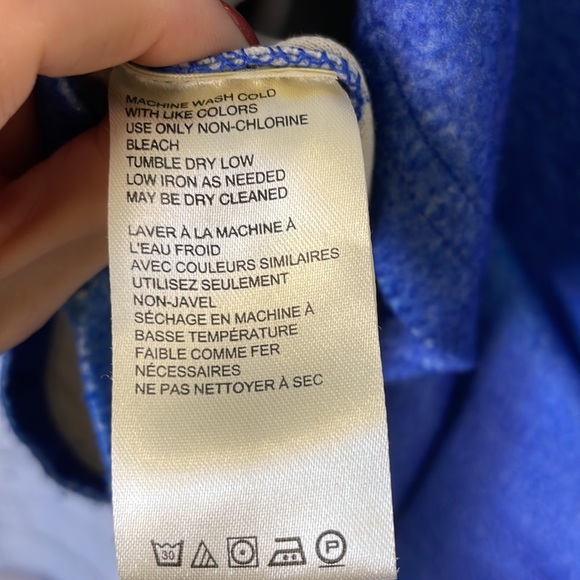 MACHINE WASH COLD
WITH LIKE COLORS
USE ONLY NON-CHLORINE
BLEACH
TUMBLE DRY LOW
LOW IRON AS NEEDED
MAY BE DRY CLEANED
LAVER À LA MACHINE À
L'EAU FROID
AVEC COULEURS SIMILAIRES
UTILISEZ SEULEMENT
NON-JAVEL
SÉCHAGE EN MACHINE À
BASSE TEMPÉRATURE
FAIBLE COMME FER
NÉCESSAIRES
NE PAS NETTOYER À SEC
30 P